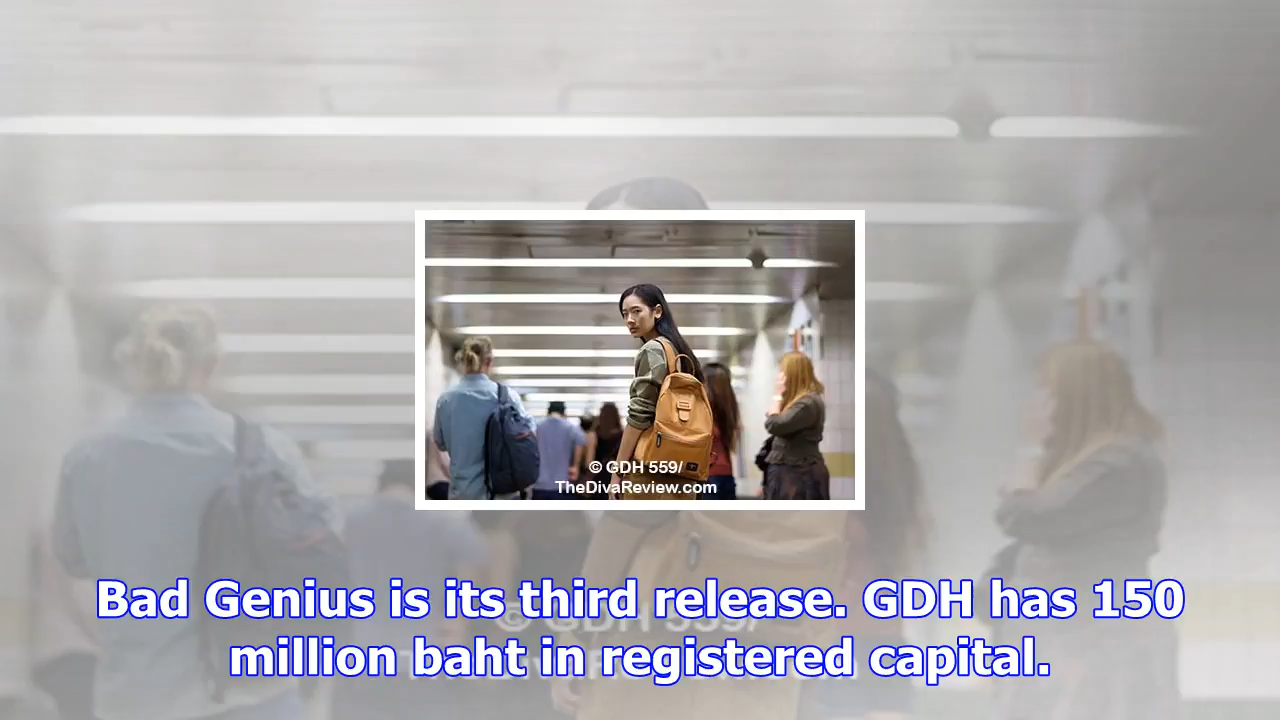 © GDH 559/
TheDivaReview.com
Bad Genius is its third release. GDH has 150
million baht in registered capital.